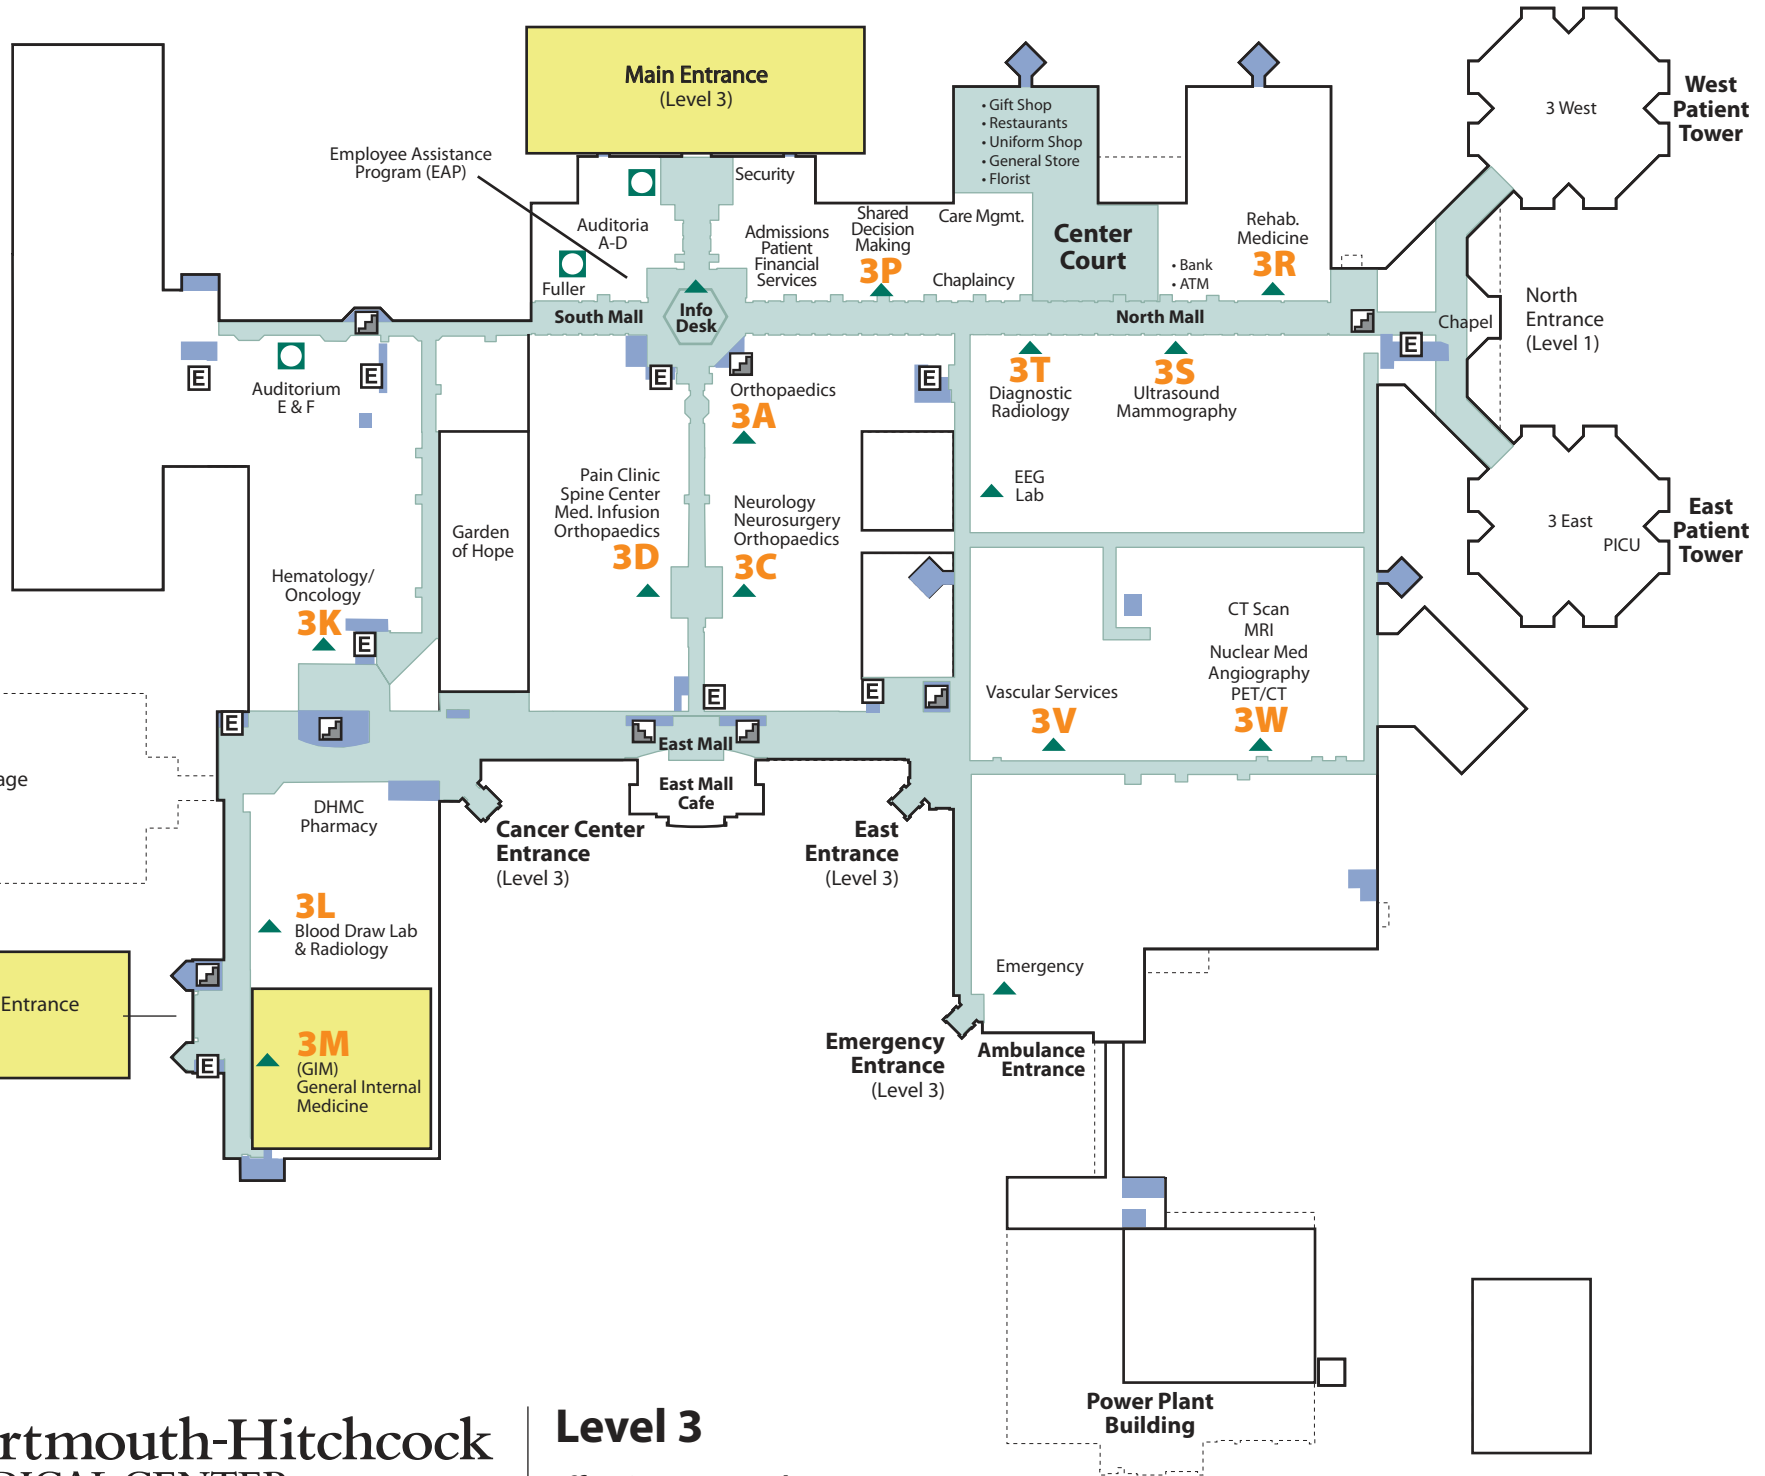 Main Entrance
(Level 3)
Employee Assistance
Program (EAP)
Security
Auditoria
A-D
Fuller
Admissions
Patient
Financial
Services
Shared
Decision
Making
3P
• Gift Shop
• Restaurants
• Uniform Shop
• General Store
• Florist
Care Mgmt.
Chaplaincy
Center
Court
• Bank
• ATM
Rehab.
Medicine
3R
3 West
West
Patient
Tower
South Mall
Info
Desk
North Mall
Chapel
North
Entrance
(Level 1)
E
E
E
E
E
Auditorium
E & F
Orthopaedics
3A
3T
Diagnostic
Radiology
3S
Ultrasound
Mammography
EEG
Lab
Pain Clinic
Spine Center
Med. Infusion
Orthopaedics
3D
Neurology
Neurosurgery
Orthopaedics
3C
Garden
of Hope
3 East
PICU
East
Patient
Tower
Hematology/
Oncology
3K
E
E
E
E
CT Scan
MRI
Nuclear Med
Angiography
PET/CT
3W
Vascular Services
3V
East Mall
East Mall
Cafe
age
DHMC
Pharmacy
Cancer Center
Entrance
(Level 3)
East
Entrance
(Level 3)
3L
Blood Draw Lab
& Radiology
Entrance
3M
(GIM)
General Internal
Medicine
E
Emergency
Emergency
Entrance
(Level 3)
Ambulance
Entrance
Power Plant
Building
rtmouth-Hitchcock
DICAL CENTER
Level 3